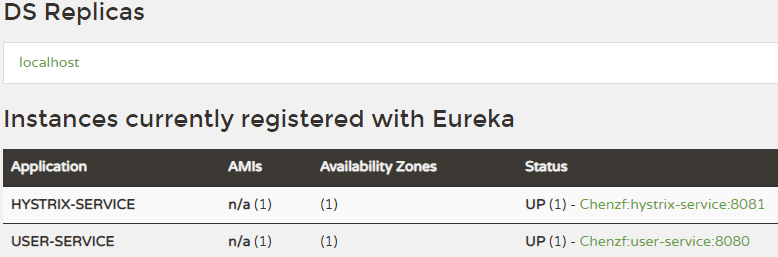 DS Replicas
localhost
Instances currently registered with Eureka
Application AMIs Availability Zones Status
HYSTRIX-SERVICE n/a (1) (1) UP (1) - Chenzf:hystrix-service:8081
USER-SERVICE n/a (1) (1) UP (1) - Chenzf:user-service:8080